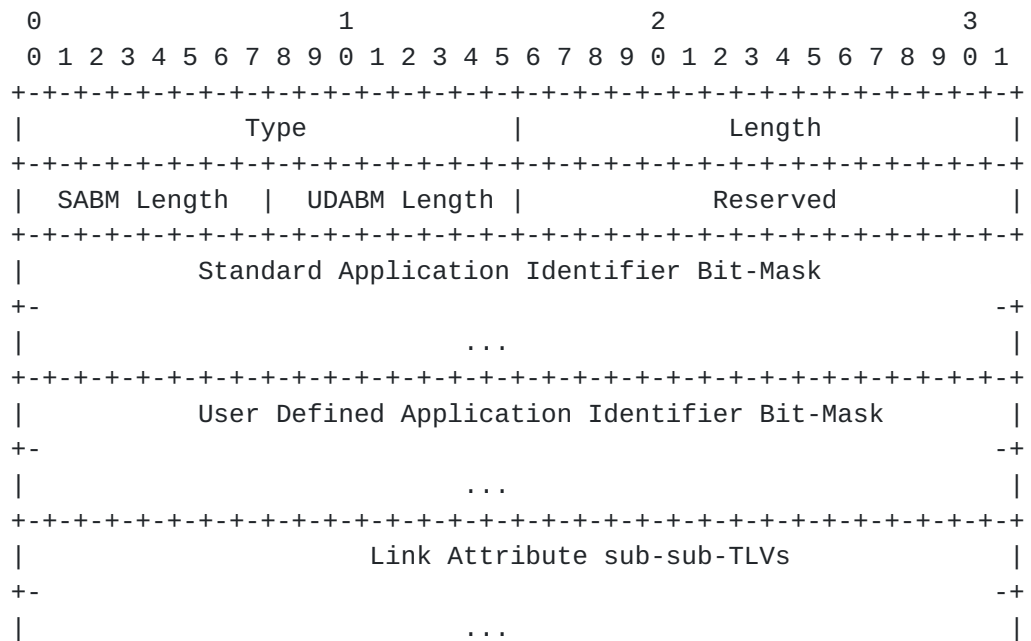 0                   1                   2                   3
 0 1 2 3 4 5 6 7 8 9 0 1 2 3 4 5 6 7 8 9 0 1 2 3 4 5 6 7 8 9 0 1
+-+-+-+-+-+-+-+-+-+-+-+-+-+-+-+-+-+-+-+-+-+-+-+-+-+-+-+-+-+-+-+-+
|              Type             |             Length            |
+-+-+-+-+-+-+-+-+-+-+-+-+-+-+-+-+-+-+-+-+-+-+-+-+-+-+-+-+-+-+-+-+
|  SABM Length  |  UDABM Length |            Reserved           |
+-+-+-+-+-+-+-+-+-+-+-+-+-+-+-+-+-+-+-+-+-+-+-+-+-+-+-+-+-+-+-+-+
|           Standard Application Identifier Bit-Mask
+-                                                             -+
|                            ...                                |
+-+-+-+-+-+-+-+-+-+-+-+-+-+-+-+-+-+-+-+-+-+-+-+-+-+-+-+-+-+-+-+-+
|           User Defined Application Identifier Bit-Mask        |
+-                                                             -+
|                            ...                                |
+-+-+-+-+-+-+-+-+-+-+-+-+-+-+-+-+-+-+-+-+-+-+-+-+-+-+-+-+-+-+-+-+
|                      Link Attribute sub-sub-TLVs              |
+-                                                             -+
|                            ...                                |